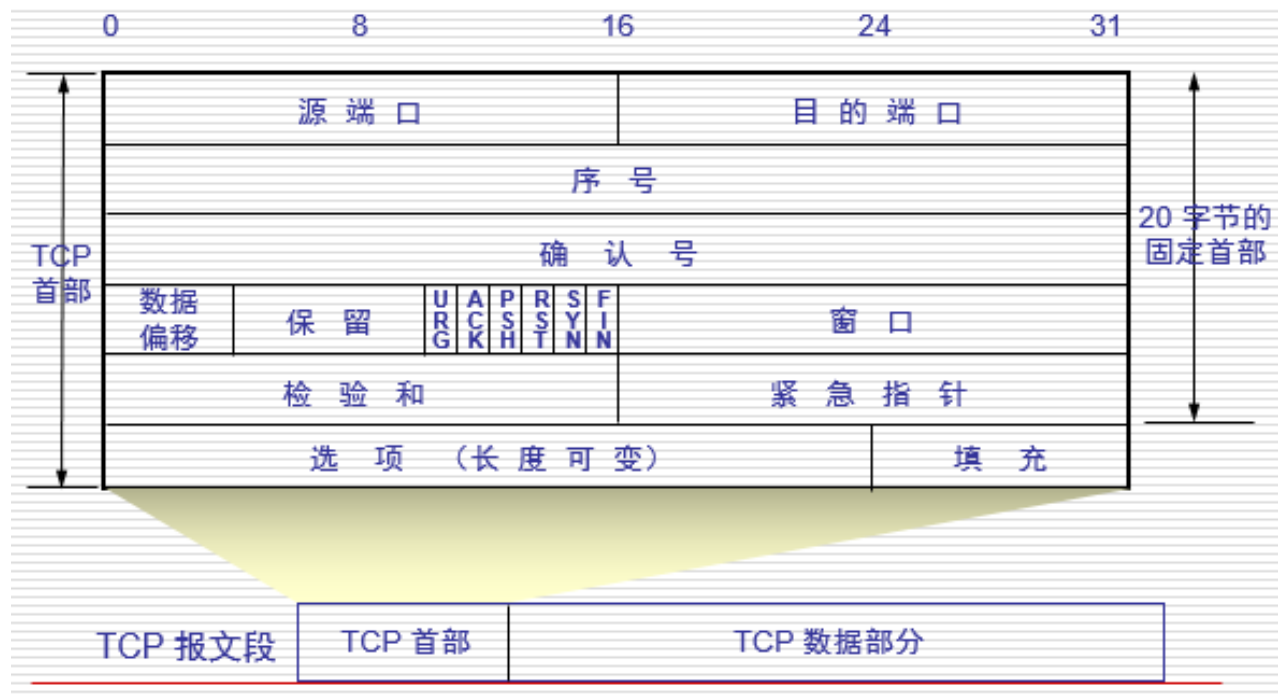 0 8 16 24 31
源 端 口 目 的 端 口
序 号
确 认 号
TCP
首部
20 字节的
固定首部
数据
偏移
保 留
URG
ACK
PSH
RST
SYN
FIN
窗 口
检 验 和 紧 急 指 针
选 项 （长 度 可 变） 填 充
TCP 报文段 TCP 首部 TCP 数据部分